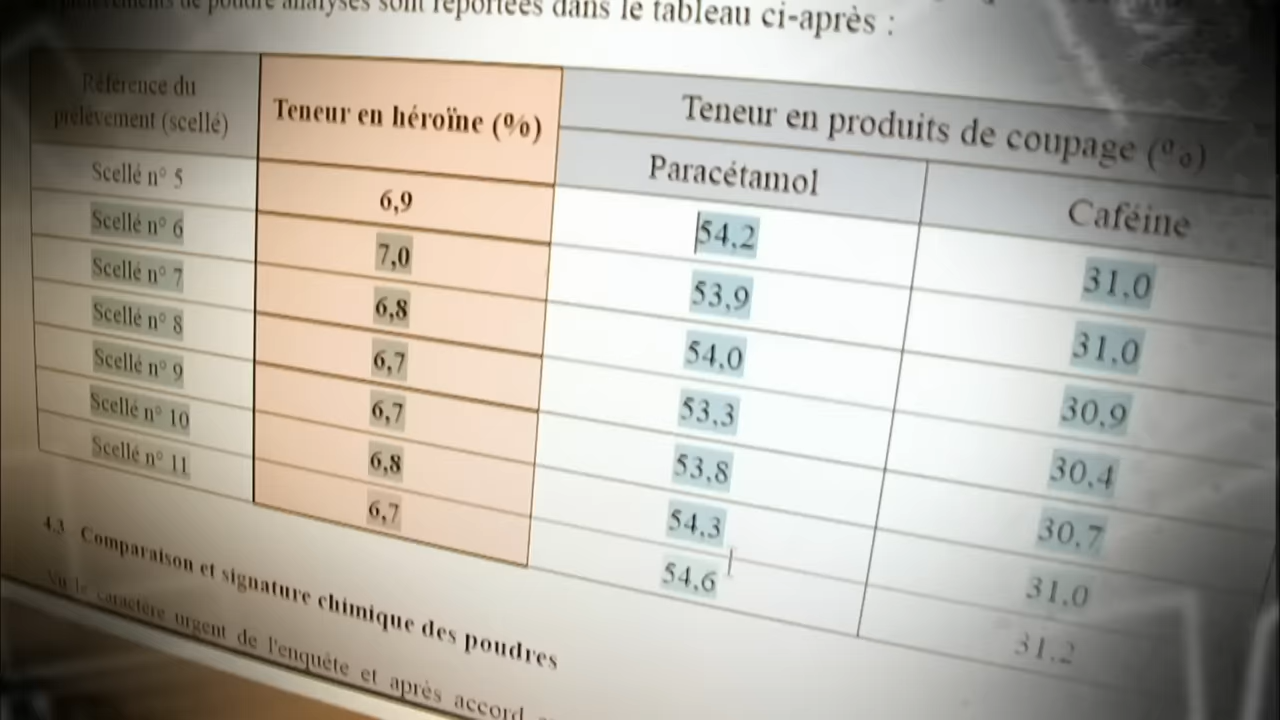 de poudre analysés sont reportées dans le tableau ci-après :
Référence du prélèvement (scellé) Teneur en héroïne (%) Teneur en produits de coupage (%)
Paracétamol Caféine
Scellé n° 5 6,9 54,2 31,0
Scellé n° 6 7,0 53,9 31,0
Scellé n° 7 6,8 54,0 30,9
Scellé n° 8 6,7 53,3 30,4
Scellé n° 9 6,7 53,8 30,7
Scellé n° 10 6,8 54,3 31,0
Scellé n° 11 6,7 54,6 31,2
4.3 Comparaison et signature chimique des poudres
Vu le caractère urgent de l'enquête et après accord